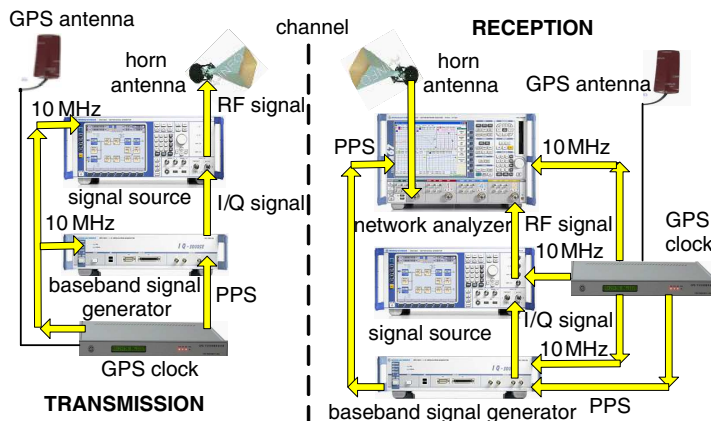 GPS antenna
channel
RECEPTION
horn
antenna
horn
antenna
GPS antenna
10 MHz
RF signal
PPS
10 MHz
signal source
I/Q signal
network analyzer
RF signal
10 MHz
GPS
clock
10 MHz
IQ-
baseband signal
generator
PPS
signal source
I/Q signal
10 MHz
GPS clock
TRANSMISSION
IQ-
baseband signal generator
PPS